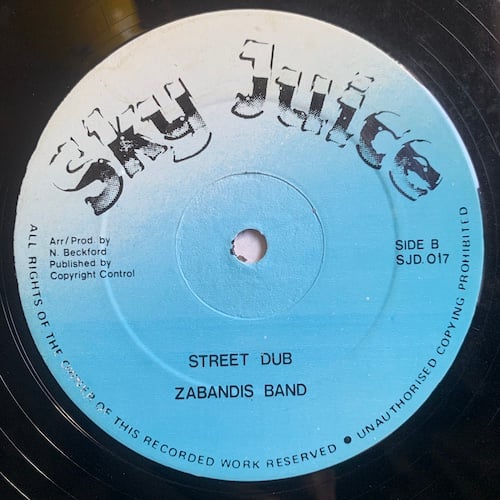 Sky Juice
Arr/Prod. by
N. Beckford
Published by
Copyright Control
SIDE B
SJD.017
STREET DUB
ZABANDIS BAND
ALL RIGHTS OF THE OWNER OF THIS RECORDED WORK RESERVED ● UNAUTHORISED COPYING PROHIBITED